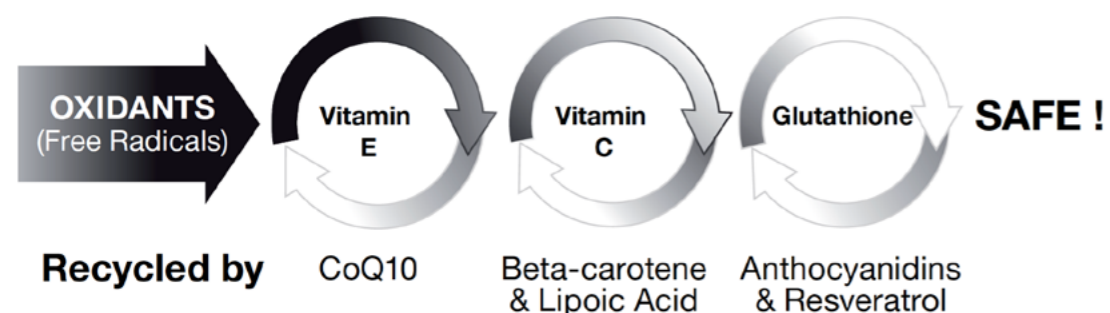 OXIDANTS
(Free Radicals)
Vitamin
E
Vitamin
C
Glutathione
SAFE !
Recycled by
CoQ10
Beta-carotene
& Lipoic Acid
Anthocyanidins
& Resveratrol